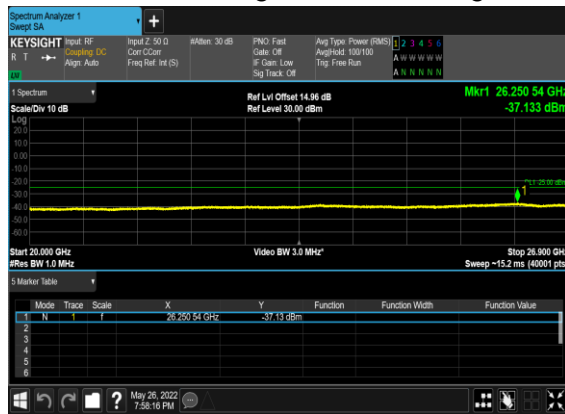 Spectrum Analyzer 1
Swept SA
+
KEYSIGHT Input: RF Input Z: 50 Ω #Atten: 30 dB PNO: Fast Avg Type: Power (RMS) 1 2 3 4 5 6
R T Coupling: DC Corr CCorr Gate: Off Avg|Hold: 100/100 A W W W W W
Align: Auto Freq Ref: Int (S) IF Gain: Low Trig: Free Run
LXI Sig Track: Off A N N N N N
1 Spectrum Ref Lvl Offset 14.96 dB Mkr1 26.250 54 GHz
Scale/Div 10 dB Ref Level 30.00 dBm -37.133 dBm
Log
20.0
10.0
0.00
-10.0
-20.0
DL1 -25.00 dBm
-30.0
1
-40.0
-50.0
-60.0
Start 20.000 GHz Video BW 3.0 MHz* Stop 26.900 GHz
#Res BW 1.0 MHz Sweep ~15.2 ms (40001 pts)
5 Marker Table
Mode Trace Scale X Y Function Function Width Function Value
1 N 1 f 26.250 54 GHz -37.13 dBm
2
3
4
5
6
? May 26, 2022
7:58:16 PM